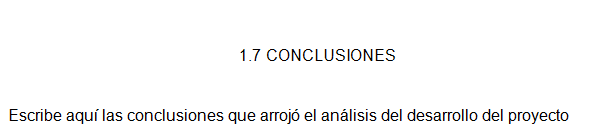 1.7 CONCLUSIONES
Escribe aquí las conclusiones que arrojó el análisis del desarrollo del proyecto